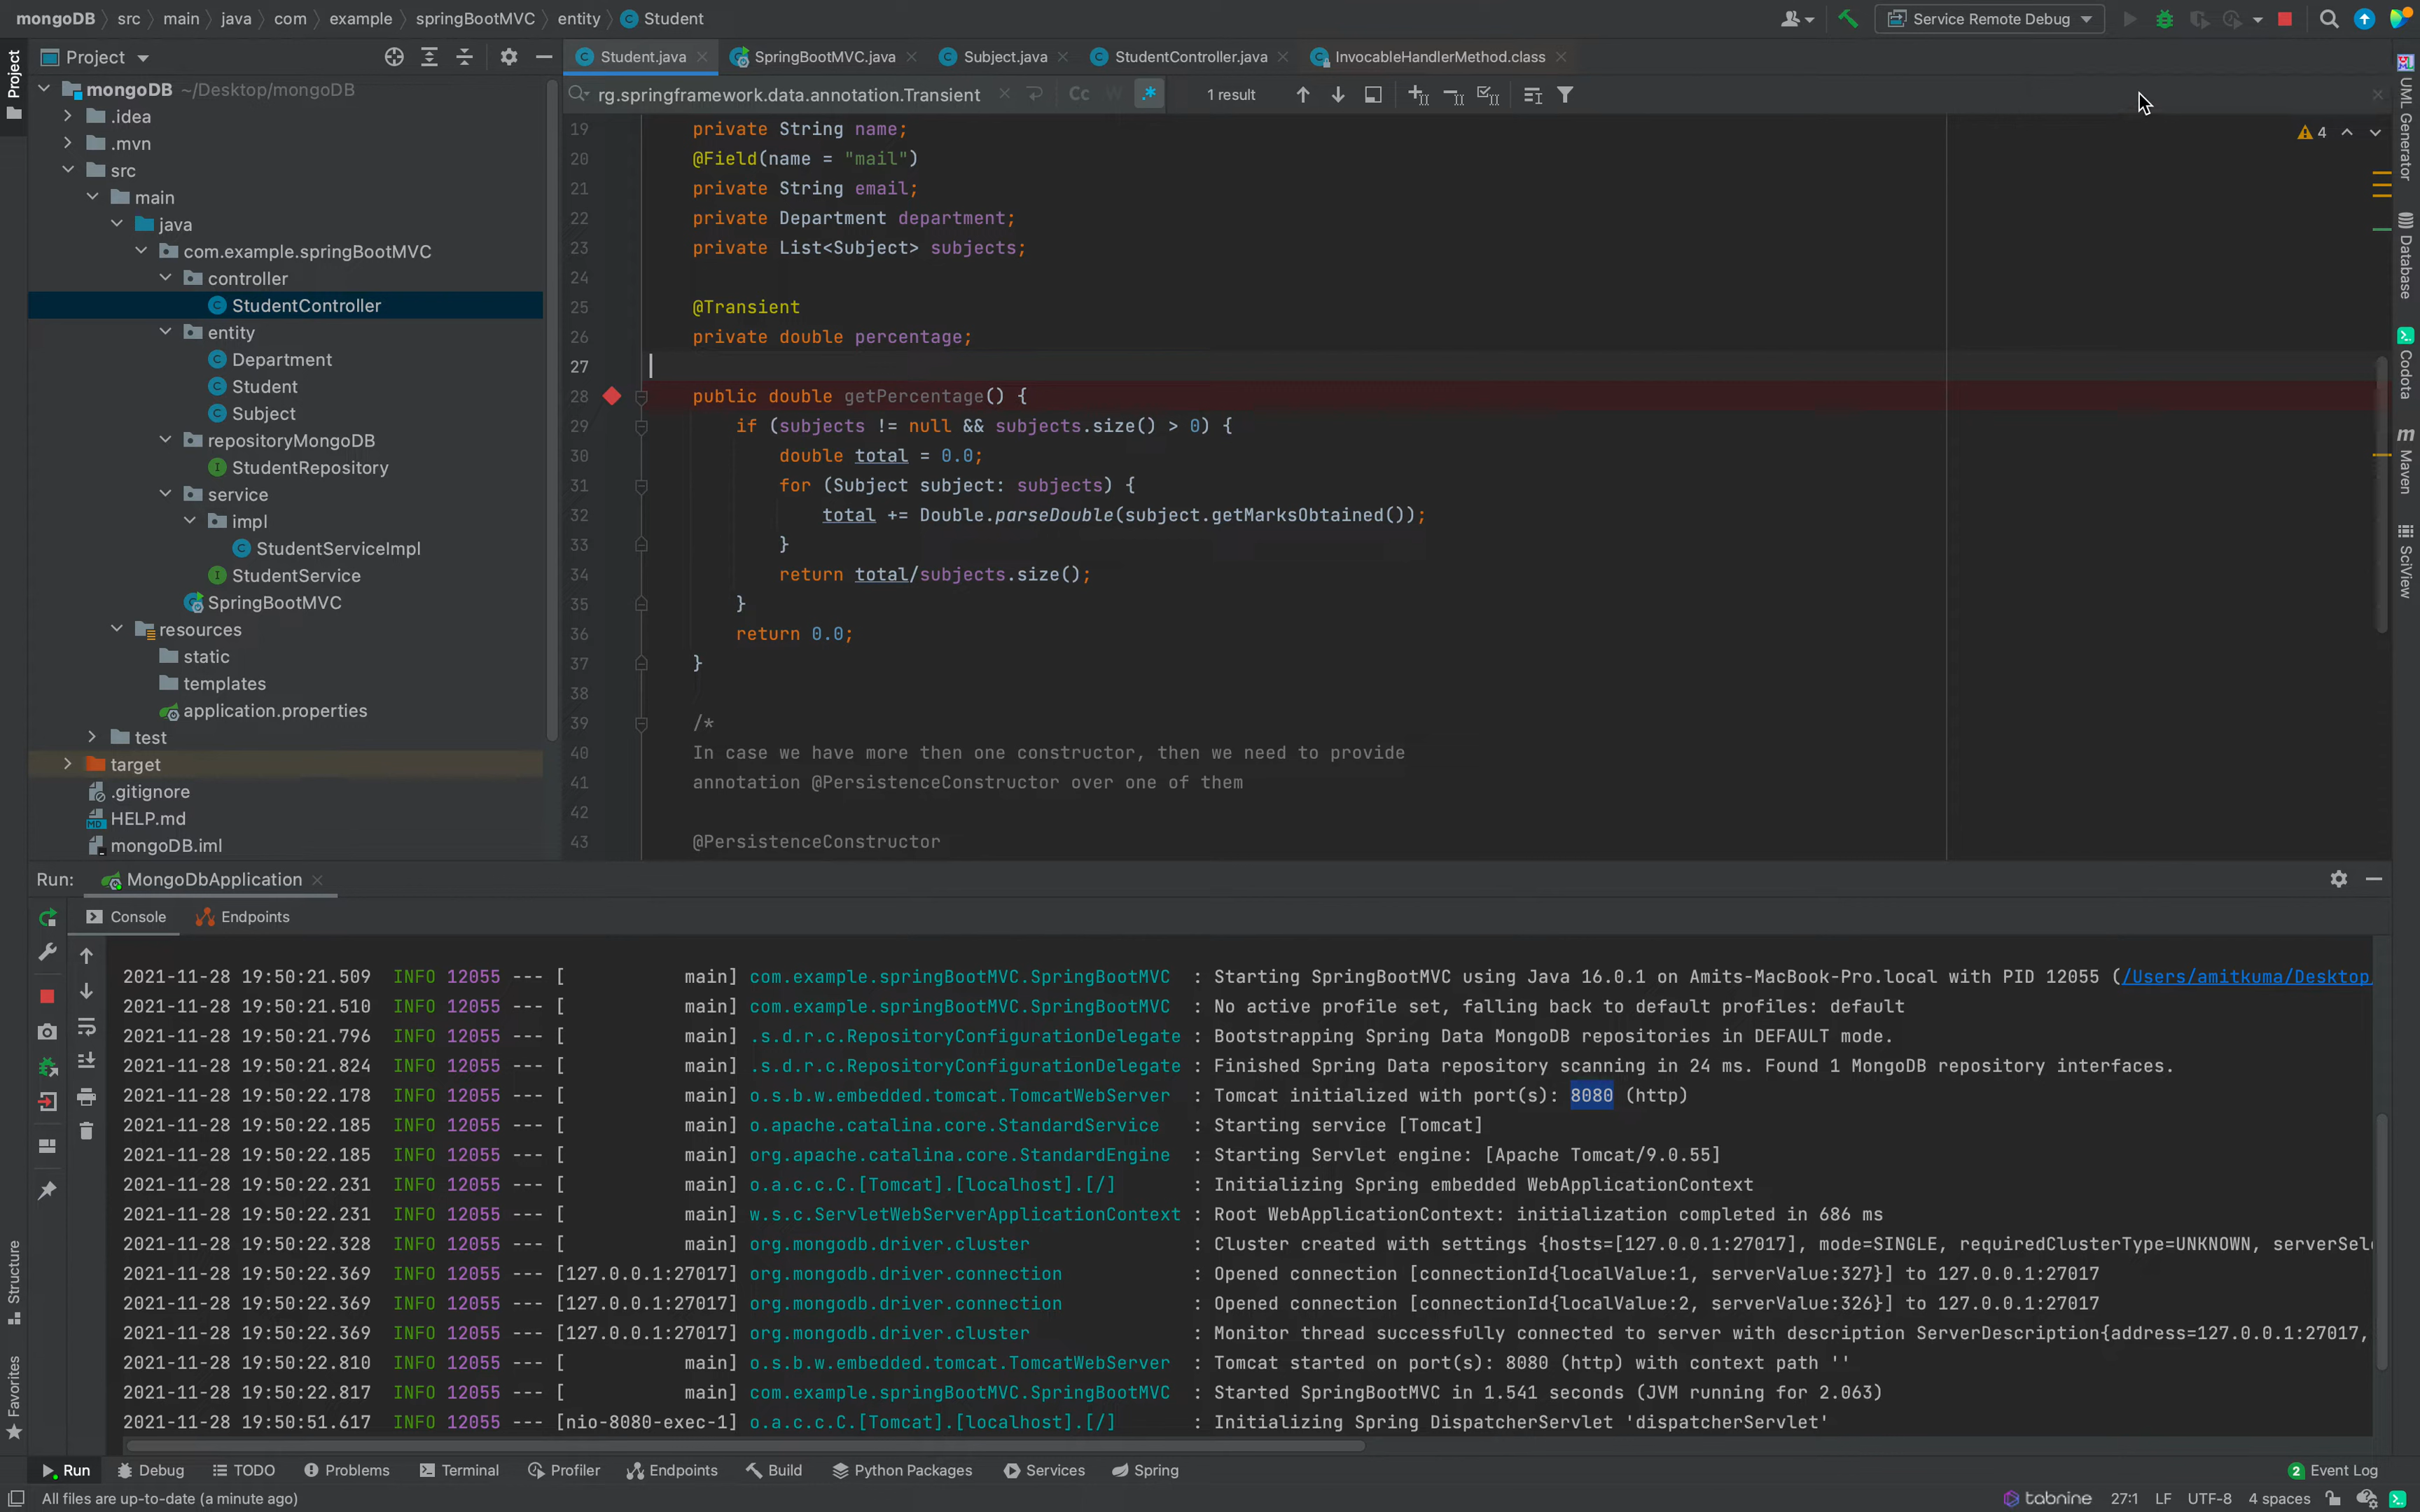 mongoDB src main java com example springBootMVC entity Student
Service Remote Debug
Project
Student.java SpringBootMVC.java Subject.java StudentController.java InvocableHandlerMethod.class
rg.springframework.data.annotation.Transient Cc W .* 1 result
4
Project
mongoDB ~/Desktop/mongoDB
.idea
.mvn
src
main
java
com.example.springBootMVC
controller
StudentController
entity
Department
Student
Subject
repositoryMongoDB
StudentRepository
service
impl
StudentServiceImpl
StudentService
SpringBootMVC
resources
static
templates
application.properties
test
target
.gitignore
HELP.md
mongoDB.iml
19 private String name;
20 @Field(name = "mail")
21 private String email;
22 private Department department;
23 private List<Subject> subjects;
24
25 @Transient
26 private double percentage;
27
28 public double getPercentage() {
29 if (subjects != null && subjects.size() > 0) {
30 double total = 0.0;
31 for (Subject subject: subjects) {
32 total += Double.parseDouble(subject.getMarksObtained());
33 }
34 return total/subjects.size();
35 }
36 return 0.0;
37 }
38
39 /*
40 In case we have more then one constructor, then we need to provide
41 annotation @PersistenceConstructor over one of them
42
43 @PersistenceConstructor
UML Generator
Database
Codota
m Maven
SciView
Run: MongoDbApplication
Console Endpoints
2021-11-28 19:50:21.509 INFO 12055 --- [ main] com.example.springBootMVC.SpringBootMVC : Starting SpringBootMVC using Java 16.0.1 on Amits-MacBook-Pro.local with PID 12055 (/Users/amitkuma/Desktop
2021-11-28 19:50:21.510 INFO 12055 --- [ main] com.example.springBootMVC.SpringBootMVC : No active profile set, falling back to default profiles: default
2021-11-28 19:50:21.796 INFO 12055 --- [ main] .s.d.r.c.RepositoryConfigurationDelegate : Bootstrapping Spring Data MongoDB repositories in DEFAULT mode.
2021-11-28 19:50:21.824 INFO 12055 --- [ main] .s.d.r.c.RepositoryConfigurationDelegate : Finished Spring Data repository scanning in 24 ms. Found 1 MongoDB repository interfaces.
2021-11-28 19:50:22.178 INFO 12055 --- [ main] o.s.b.w.embedded.tomcat.TomcatWebServer : Tomcat initialized with port(s): 8080 (http)
2021-11-28 19:50:22.185 INFO 12055 --- [ main] o.apache.catalina.core.StandardService : Starting service [Tomcat]
2021-11-28 19:50:22.185 INFO 12055 --- [ main] org.apache.catalina.core.StandardEngine : Starting Servlet engine: [Apache Tomcat/9.0.55]
2021-11-28 19:50:22.231 INFO 12055 --- [ main] o.a.c.c.C.[Tomcat].[localhost].[/] : Initializing Spring embedded WebApplicationContext
2021-11-28 19:50:22.231 INFO 12055 --- [ main] w.s.c.ServletWebServerApplicationContext : Root WebApplicationContext: initialization completed in 686 ms
2021-11-28 19:50:22.328 INFO 12055 --- [ main] org.mongodb.driver.cluster : Cluster created with settings {hosts=[127.0.0.1:27017], mode=SINGLE, requiredClusterType=UNKNOWN, serverSel
2021-11-28 19:50:22.369 INFO 12055 --- [127.0.0.1:27017] org.mongodb.driver.connection : Opened connection [connectionId{localValue:1, serverValue:327}] to 127.0.0.1:27017
2021-11-28 19:50:22.369 INFO 12055 --- [127.0.0.1:27017] org.mongodb.driver.connection : Opened connection [connectionId{localValue:2, serverValue:326}] to 127.0.0.1:27017
2021-11-28 19:50:22.369 INFO 12055 --- [127.0.0.1:27017] org.mongodb.driver.cluster : Monitor thread successfully connected to server with description ServerDescription{address=127.0.0.1:27017,
2021-11-28 19:50:22.810 INFO 12055 --- [ main] o.s.b.w.embedded.tomcat.TomcatWebServer : Tomcat started on port(s): 8080 (http) with context path ''
2021-11-28 19:50:22.817 INFO 12055 --- [ main] com.example.springBootMVC.SpringBootMVC : Started SpringBootMVC in 1.541 seconds (JVM running for 2.063)
2021-11-28 19:50:51.617 INFO 12055 --- [nio-8080-exec-1] o.a.c.c.C.[Tomcat].[localhost].[/] : Initializing Spring DispatcherServlet 'dispatcherServlet'
Structure
Favorites
Run Debug TODO Problems Terminal Profiler Endpoints Build Python Packages Services Spring 2 Event Log
All files are up-to-date (a minute ago) tabnine 27:1 LF UTF-8 4 spaces